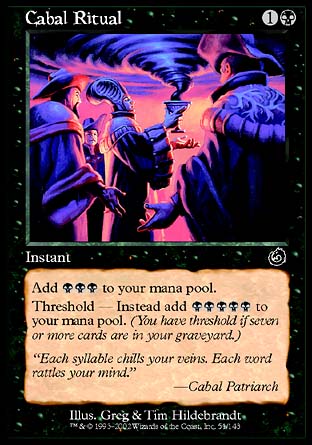 Cabal Ritual 1
Instant
Add to your mana pool.
Threshold — Instead add to
your mana pool. (You have threshold if seven
or more cards are in your graveyard.)
“Each syllable chills your veins. Each word
rattles your mind.”
—Cabal Patriarch
Illus. Greg & Tim Hildebrandt
™ & © 1993–2002 Wizards of the Coast, Inc. 51/143